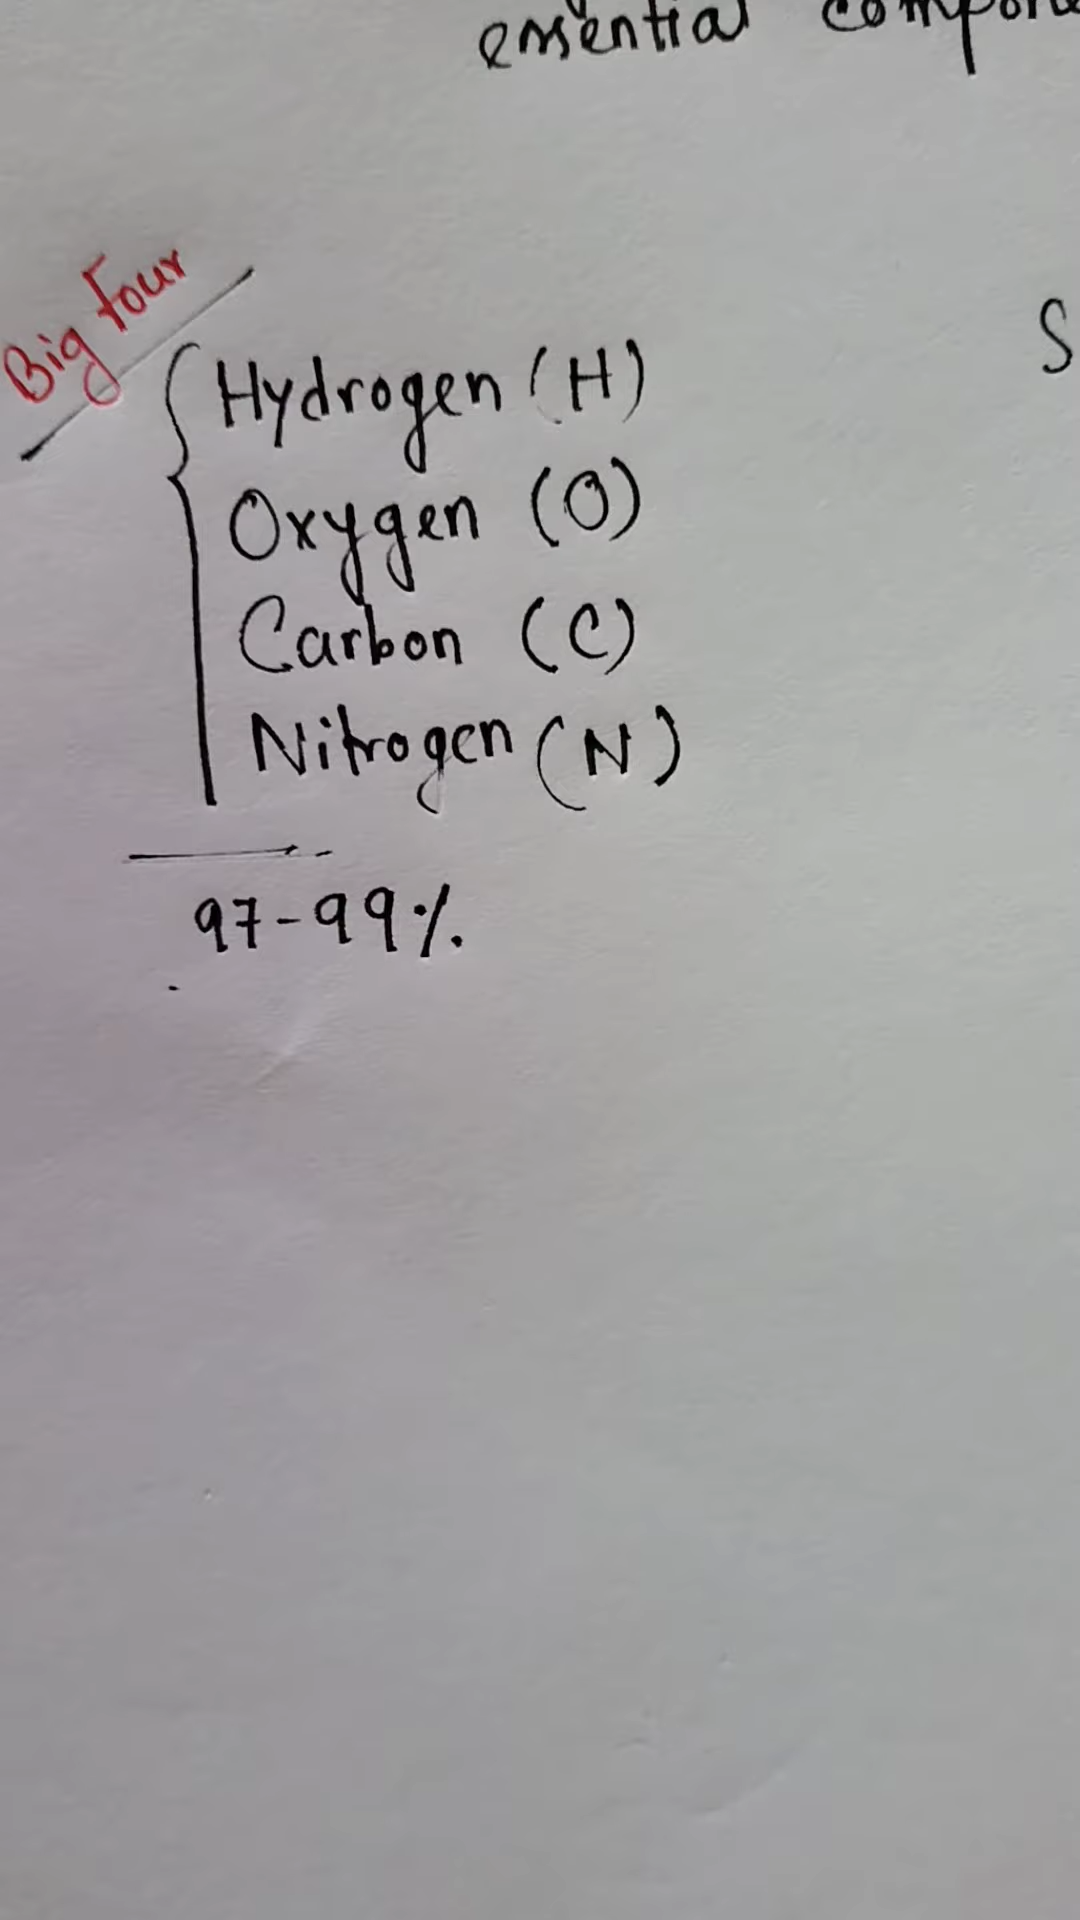 essential
Big Four
Hydrogen (H)
S
Oxygen (O)
Carbon (C)
Nitrogen (N)
97-99%.